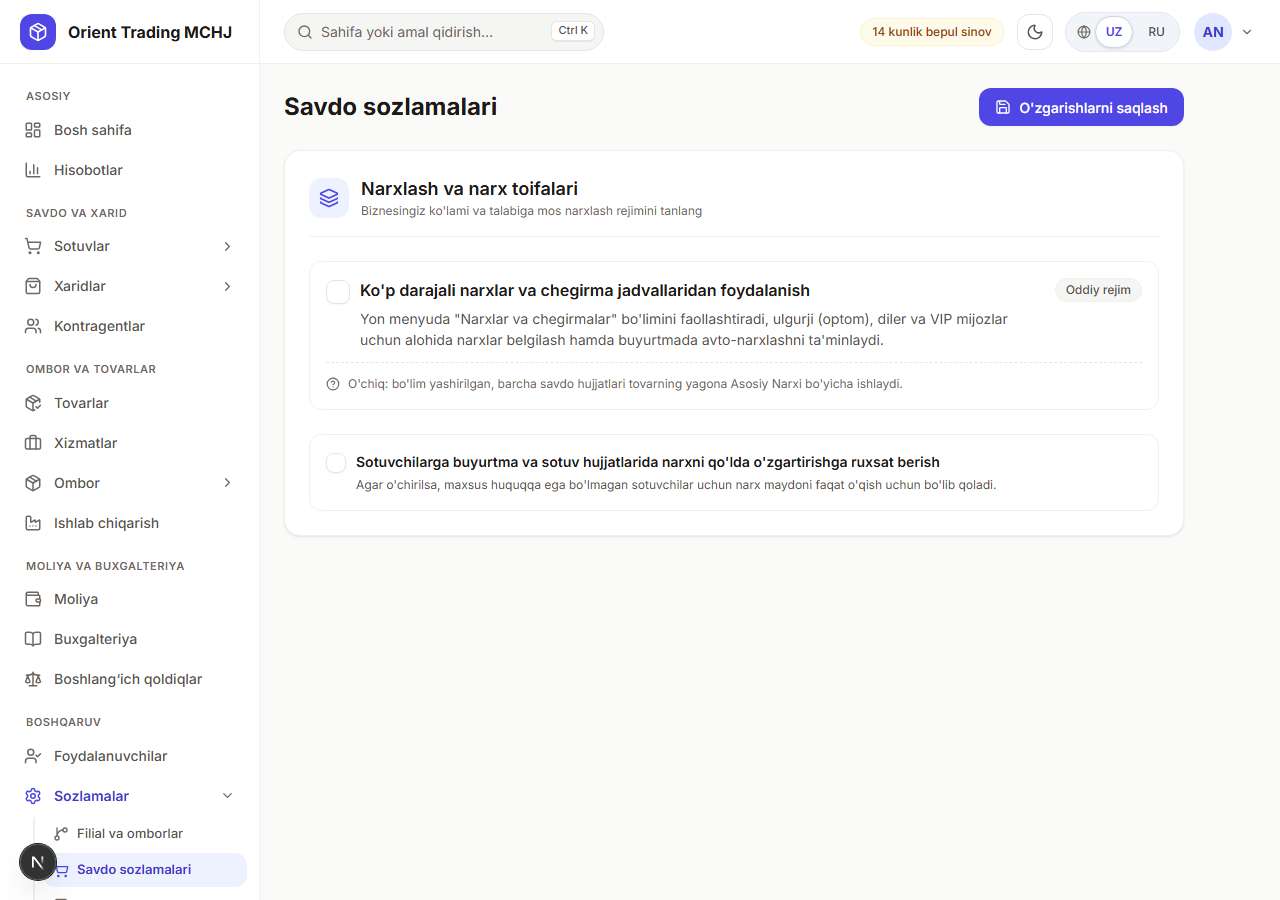 Orient Trading MCHJ
Sahifa yoki amal qidirish...
Ctrl K
14 kunlik bepul sinov
UZ
RU
AN
ASOSIY
Bosh sahifa
Hisobotlar
SAVDO VA XARID
Sotuvlar
Xaridlar
Kontragentlar
OMBOR VA TOVARLAR
Tovarlar
Xizmatlar
Ombor
Ishlab chiqarish
MOLIYA VA BUXGALTERIYA
Moliya
Buxgalteriya
Boshlang‘ich qoldiqlar
BOSHQARUV
Foydalanuvchilar
Sozlamalar
Filial va omborlar
N
Savdo sozlamalari
Savdo sozlamalari
O'zgarishlarni saqlash
Narxlash va narx toifalari
Biznesingiz ko'lami va talabiga mos narxlash rejimini tanlang
Ko'p darajali narxlar va chegirma jadvallaridan foydalanish
Oddiy rejim
Yon menyuda "Narxlar va chegirmalar" bo'limini faollashtiradi, ulgurji (optom), diler va VIP mijozlar
uchun alohida narxlar belgilash hamda buyurtmada avto-narxlashni ta'minlaydi.
O'chiq: bo'lim yashirilgan, barcha savdo hujjatlari tovarning yagona Asosiy Narxi bo'yicha ishlaydi.
Sotuvchilarga buyurtma va sotuv hujjatlarida narxni qo'lda o'zgartirishga ruxsat berish
Agar o'chirilsa, maxsus huquqqa ega bo'lmagan sotuvchilar uchun narx maydoni faqat o'qish uchun bo'lib qoladi.